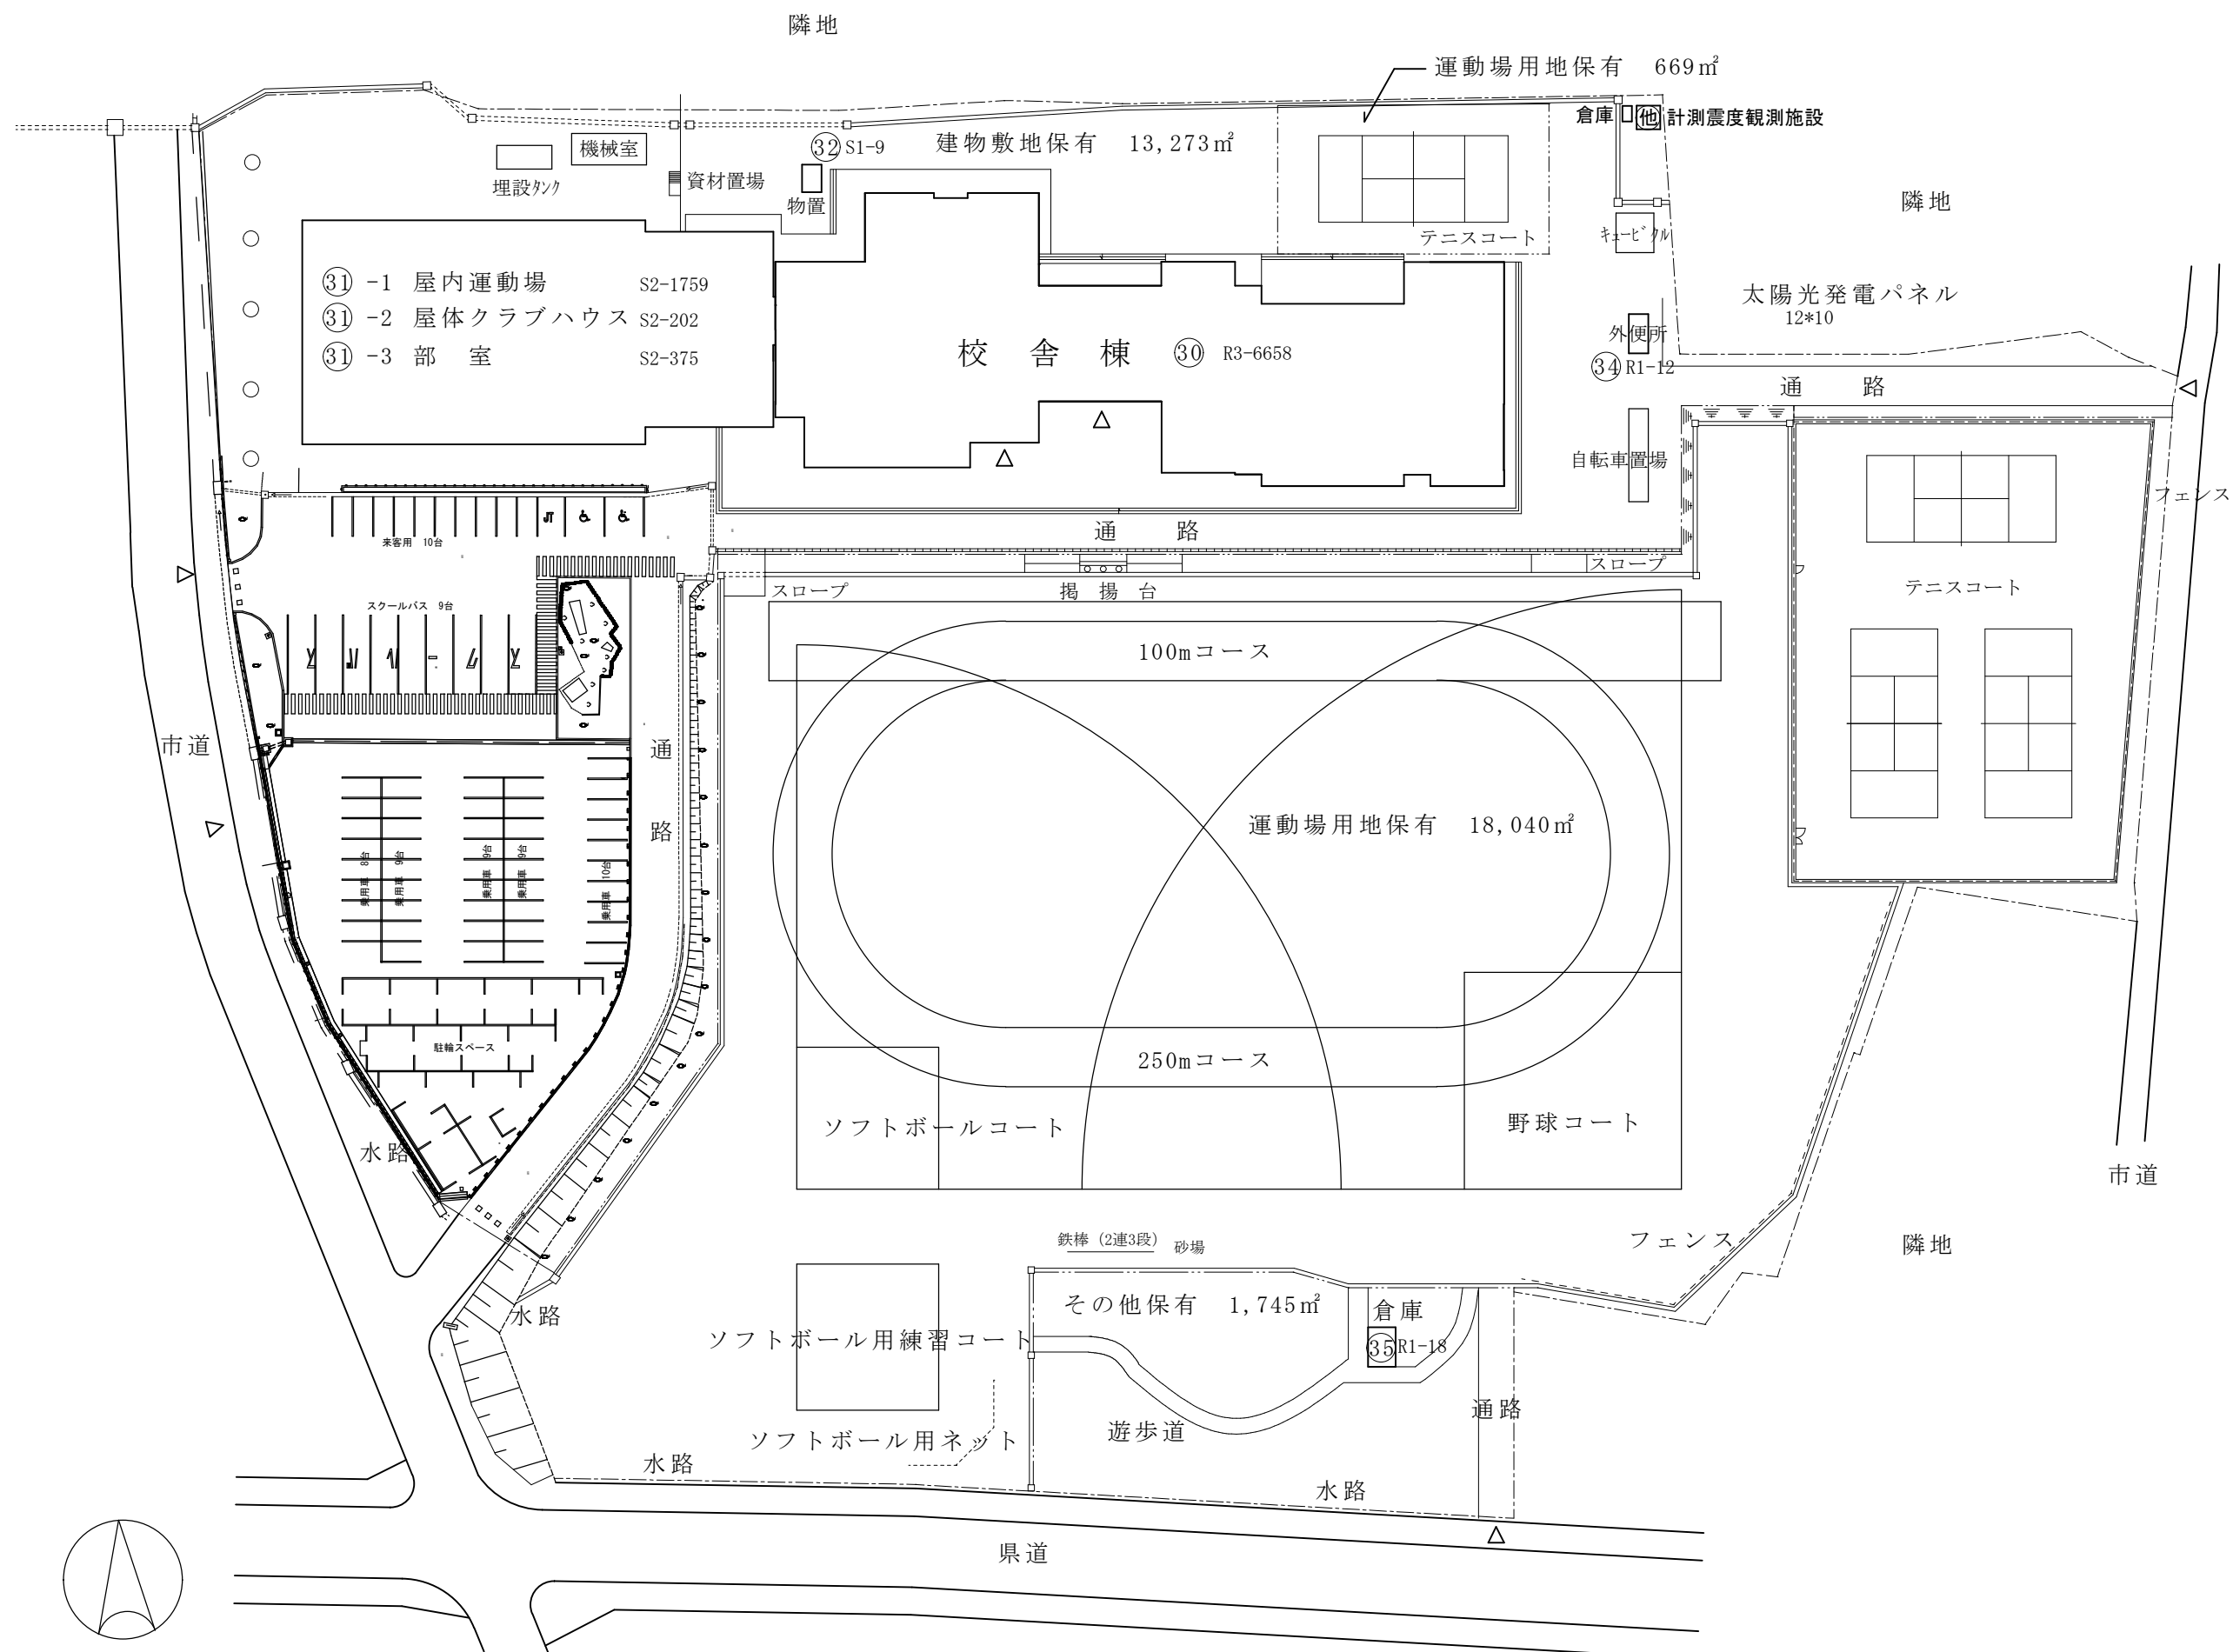 隣地
運動場用地保有　669㎡
倉庫 他 計測震度観測施設
建物敷地保有　13,273㎡
機械室
埋設ﾀﾝｸ
資材置場
32 S1-9
物置
隣地
テニスコート
ｷｭｰﾋﾞｸﾙ
31 -1 屋内運動場 S2-1759
31 -2 屋体クラブハウス S2-202
31 -3 部　室 S2-375
校　舎　棟 30 R3-6658
太陽光発電パネル
12*10
外便所
34 R1-12
通　路
自転車置場
フェンス
来客用　10台
通　路
スロープ
掲　揚　台
スロープ
テニスコート
スクールバス　9台
スクールバス
100mコース
市道
通　路
運動場用地保有　18,040㎡
乗用車　8台
乗用車　9台
乗用車　9台
乗用車　9台
乗用車　10台
駐輪スペース
250mコース
ソフトボールコート
野球コート
水路
市道
鉄棒（2連3段）
砂場
フェンス
隣地
水路
その他保有　1,745㎡
倉庫
35 R1-18
ソフトボール用練習コート
通路
遊歩道
ソフトボール用ネット
水路
水路
県道